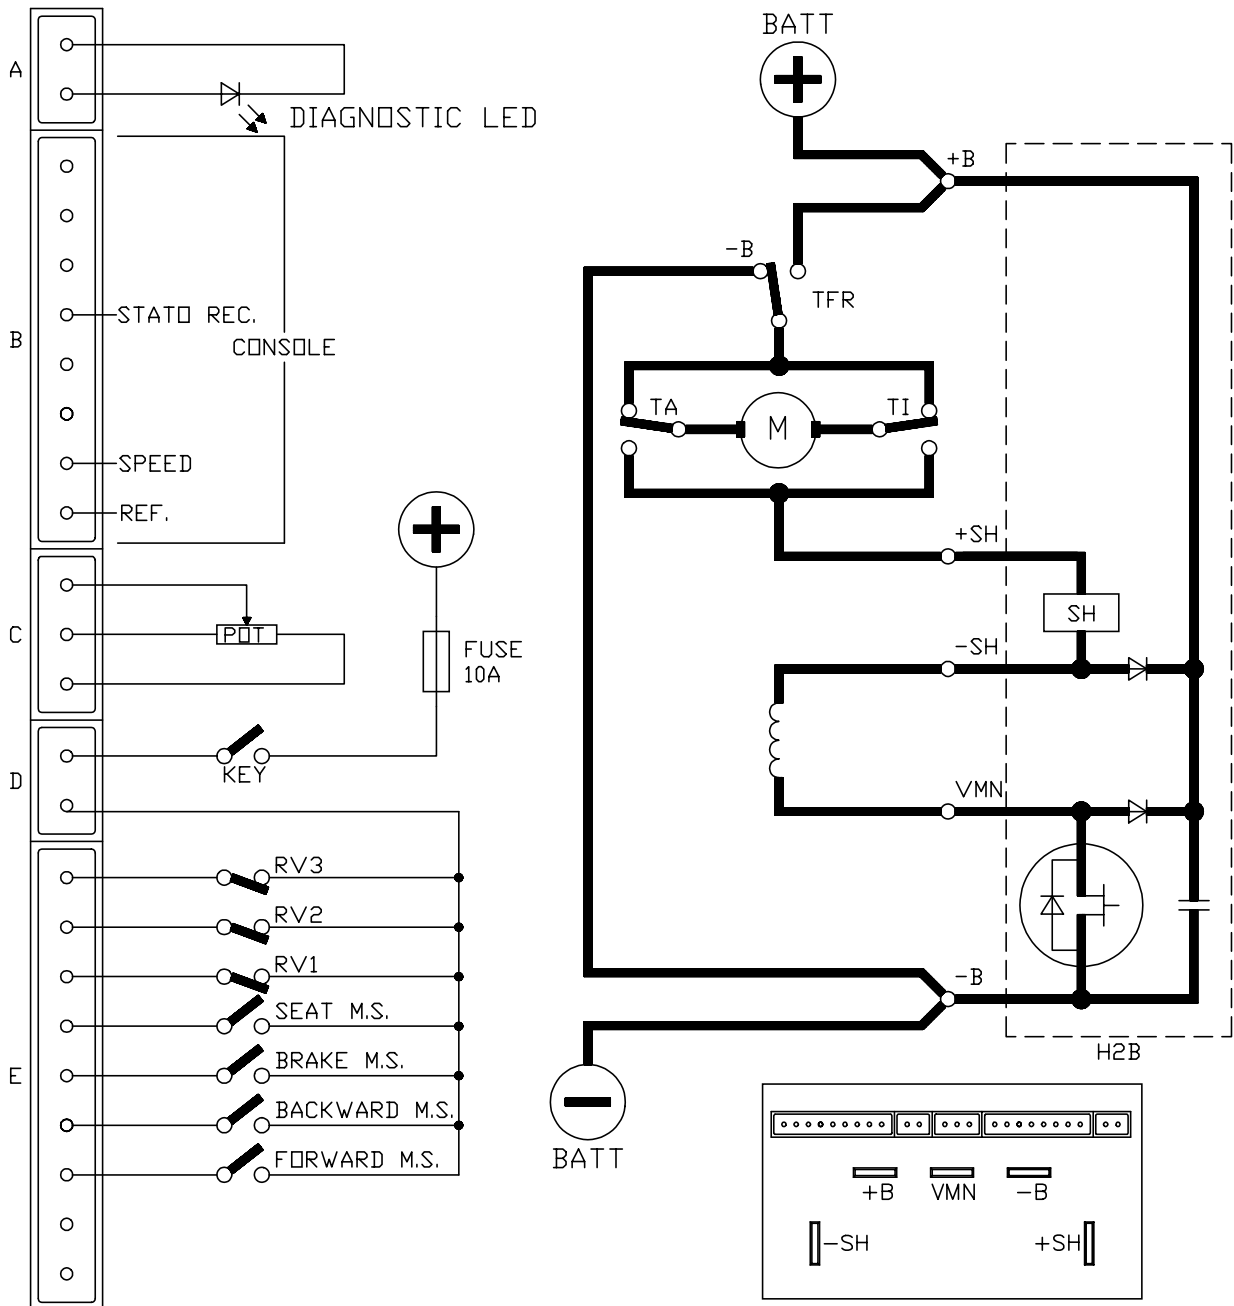 A
DIAGNOSTIC LED
B
STATO REC.
CONSOLE
SPEED
REF.
C
POT
FUSE
10A
D
KEY
RV3
RV2
RV1
SEAT M.S.
E
BRAKE M.S.
BACKWARD M.S.
FORWARD M.S.
BATT
+B
-B
TFR
TA
M
TI
+SH
SH
-SH
VMN
-B
H2B
BATT
+B
VMN
-B
-SH
+SH